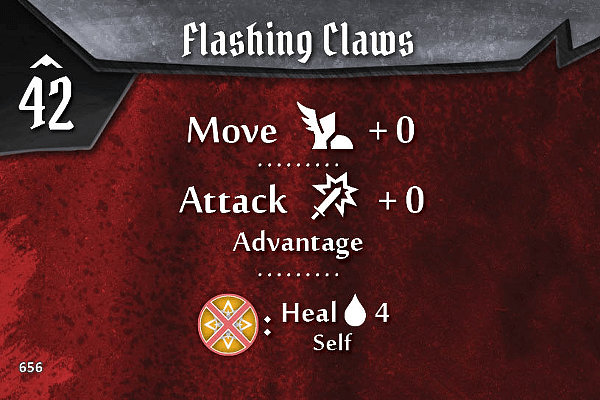 Flashing Claws
42
Move + 0
Attack + 0
Advantage
: Heal 4
Self
656